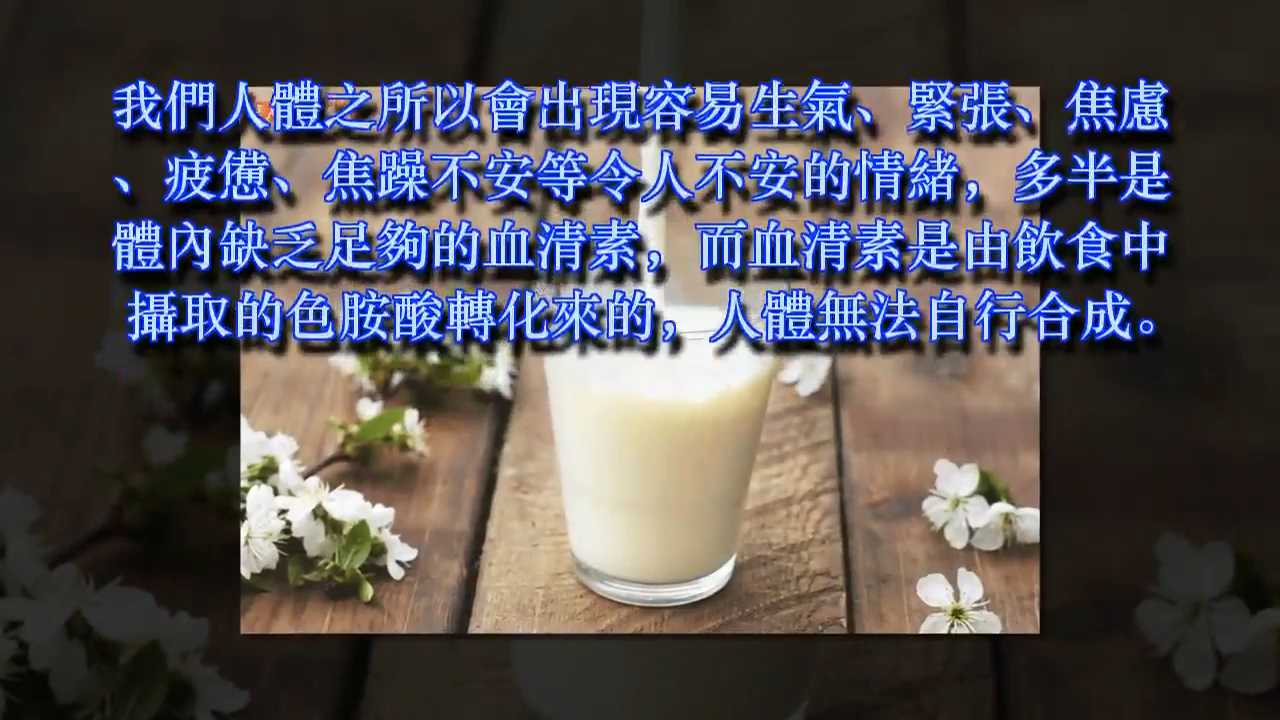 我們人體之所以會出現容易生氣、緊張、焦慮
、疲憊、焦躁不安等令人不安的情緒，多半是
體內缺乏足夠的血清素，而血清素是由飲食中
攝取的色胺酸轉化來的，人體無法自行合成。